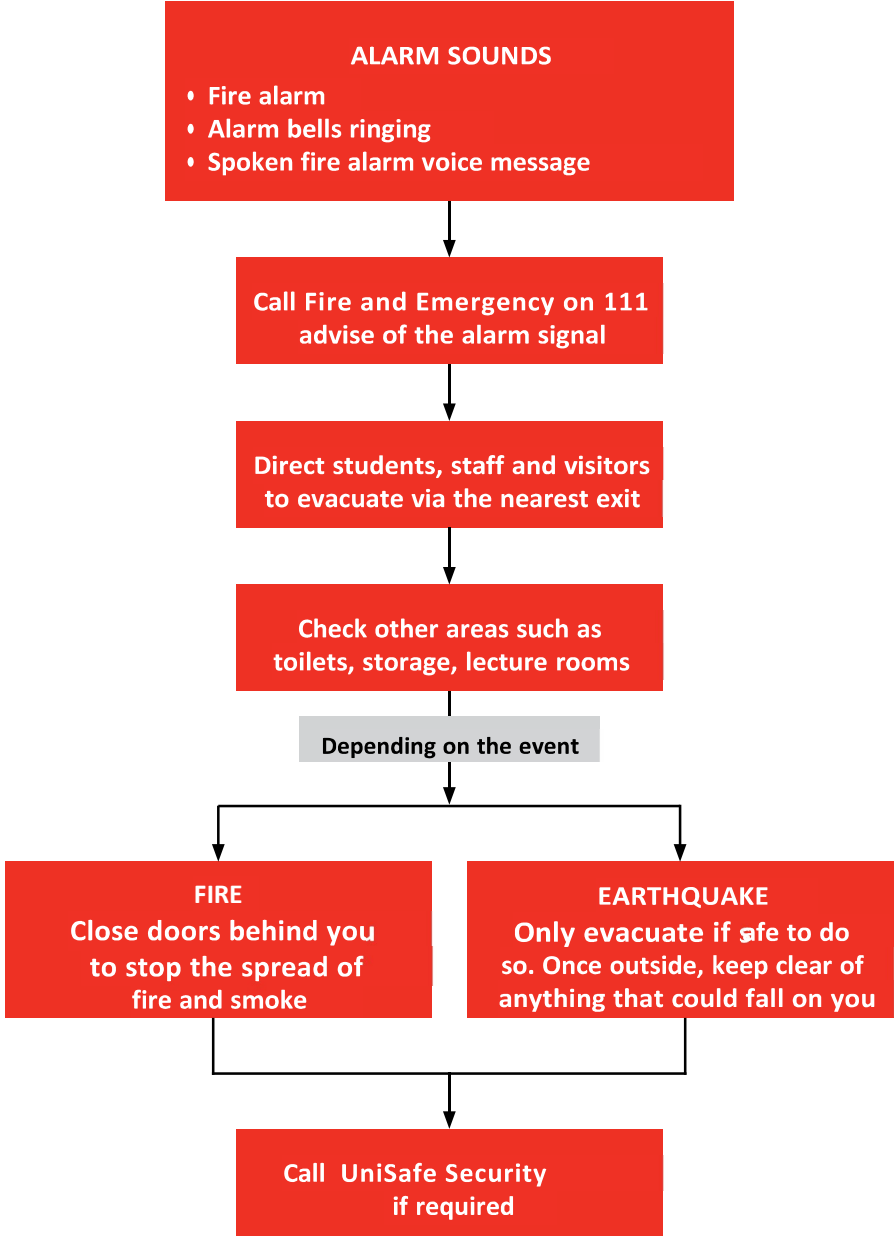 ALARM SOUNDS
• Fire alarm
• Alarm bells ringing
• Spoken fire alarm voice message
Call Fire and Emergency on 111
advise of the alarm signal
Direct students, staff and visitors
to evacuate via the nearest exit
Check other areas such as
toilets, storage, lecture rooms
Depending on the event
FIRE
Close doors behind you
to stop the spread of
fire and smoke
EARTHQUAKE
Only evacuate if safe to do
so. Once outside, keep clear of
anything that could fall on you
Call UniSafe Security
if required